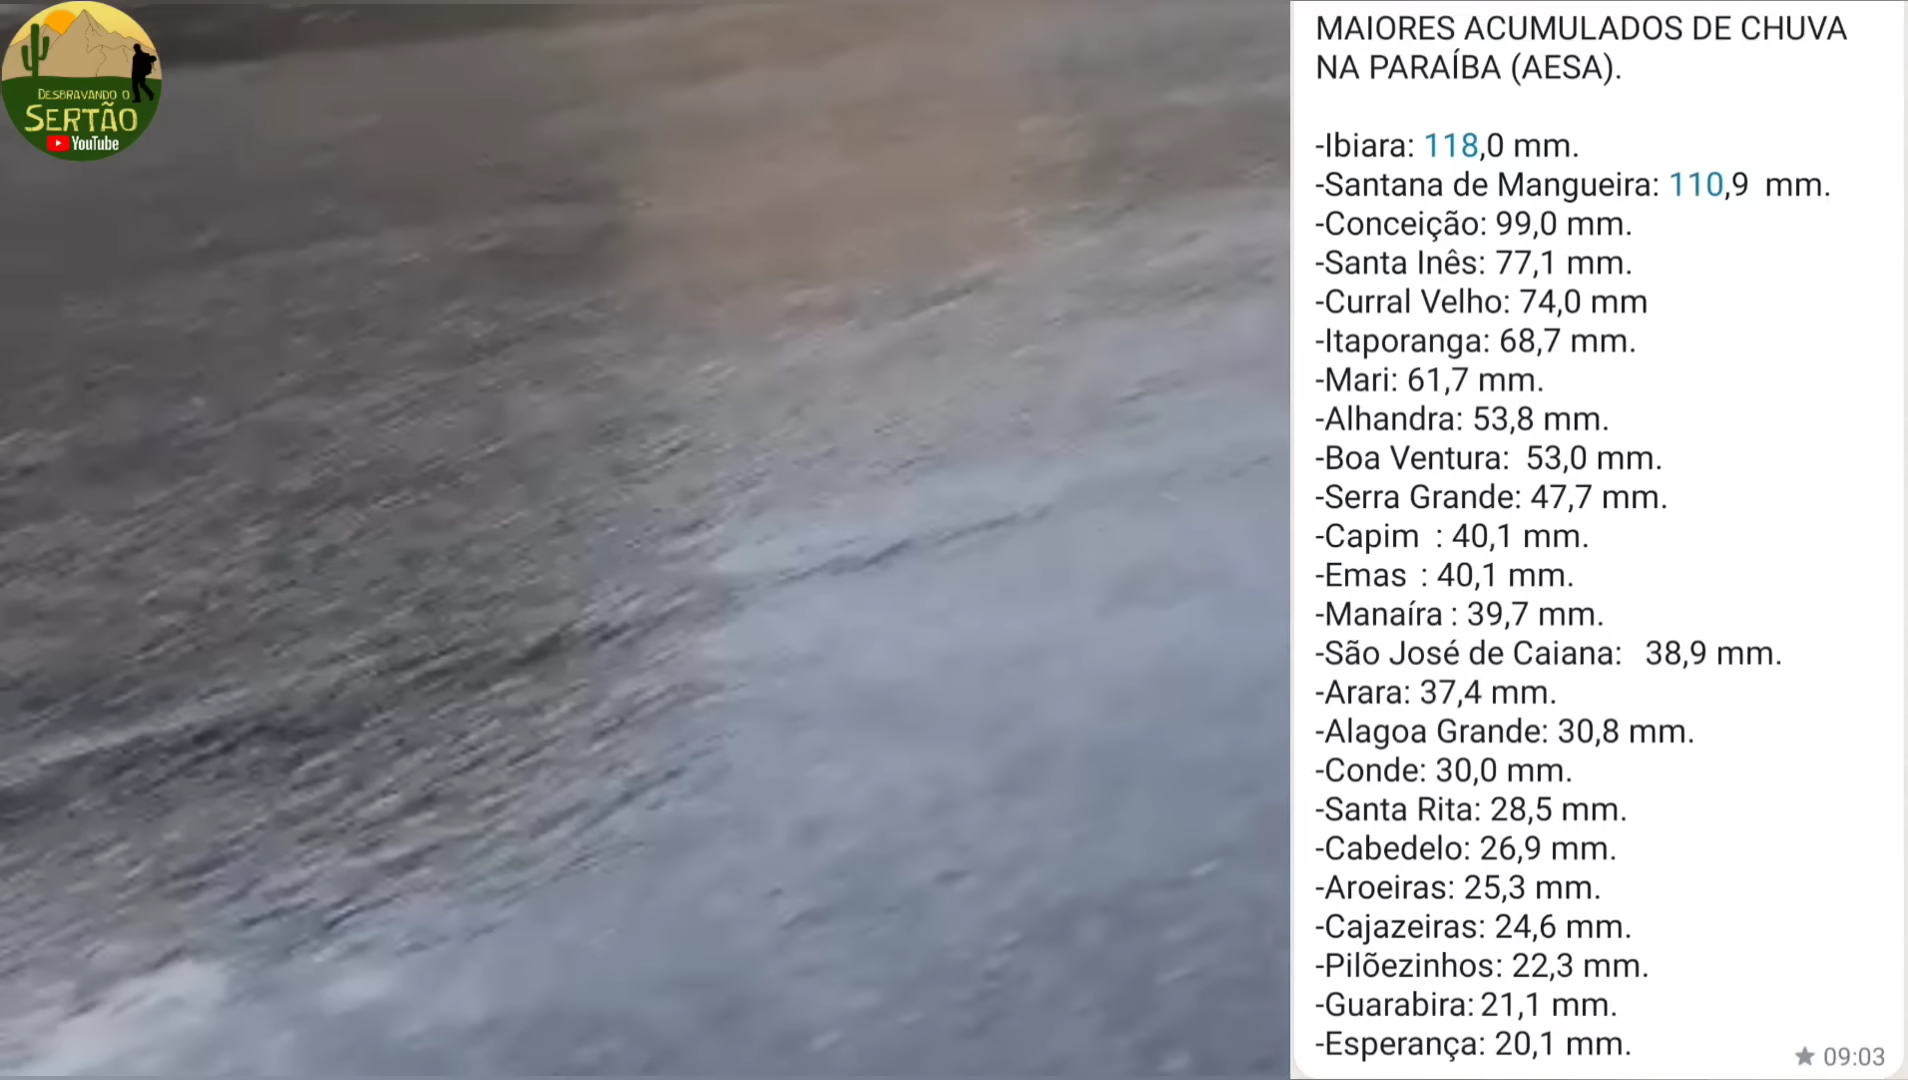 DESBRAVANDO O
SERTÃO
YouTube
MAIORES ACUMULADOS DE CHUVA
NA PARAÍBA (AESA).
-Ibiara: 118,0 mm.
-Santana de Mangueira: 110,9  mm.
-Conceição: 99,0 mm.
-Santa Inês: 77,1 mm.
-Curral Velho: 74,0 mm
-Itaporanga: 68,7 mm.
-Mari: 61,7 mm.
-Alhandra: 53,8 mm.
-Boa Ventura:  53,0 mm.
-Serra Grande: 47,7 mm.
-Capim  : 40,1 mm.
-Emas  : 40,1 mm.
-Manaíra : 39,7 mm.
-São José de Caiana:   38,9 mm.
-Arara: 37,4 mm.
-Alagoa Grande: 30,8 mm.
-Conde: 30,0 mm.
-Santa Rita: 28,5 mm.
-Cabedelo: 26,9 mm.
-Aroeiras: 25,3 mm.
-Cajazeiras: 24,6 mm.
-Pilõezinhos: 22,3 mm.
-Guarabira: 21,1 mm.
-Esperança: 20,1 mm.
★ 09:03